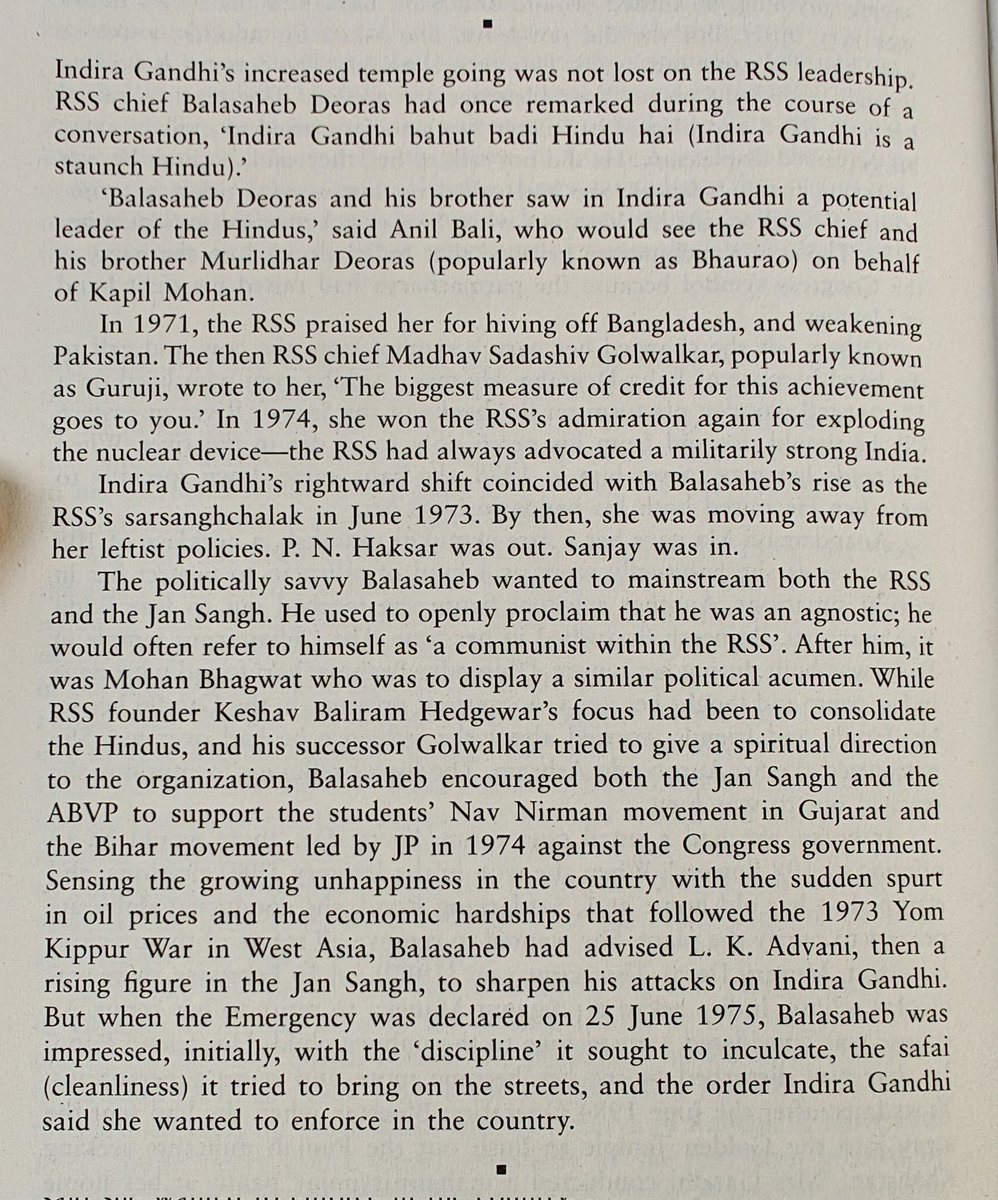 Indira Gandhi's increased temple going was not lost on the RSS leadership.
RSS chief Balasaheb Deoras had once remarked during the course of a
conversation, 'Indira Gandhi bahut badi Hindu hai (Indira Gandhi is a
staunch Hindu).'
'Balasaheb Deoras and his brother saw in Indira Gandhi a potential
leader of the Hindus,' said Anil Bali, who would see the RSS chief and
his brother Murlidhar Deoras (popularly known as Bhaurao) on behalf
of Kapil Mohan.
In 1971, the RSS praised her for hiving off Bangladesh, and weakening
Pakistan. The then RSS chief Madhav Sadashiv Golwalkar, popularly known
as Guruji, wrote to her, 'The biggest measure of credit for this achievement
goes to you.' In 1974, she won the RSS's admiration again for exploding
the nuclear device—the RSS had always advocated a militarily strong India.
Indira Gandhi's rightward shift coincided with Balasaheb's rise as the
RSS's sarsanghchalak in June 1973. By then, she was moving away from
her leftist policies. P. N. Haksar was out. Sanjay was in.
The politically savvy Balasaheb wanted to mainstream both the RSS
and the Jan Sangh. He used to openly proclaim that he was an agnostic; he
would often refer to himself as 'a communist within the RSS'. After him, it
was Mohan Bhagwat who was to display a similar political acumen. While
RSS founder Keshav Baliram Hedgewar's focus had been to consolidate
the Hindus, and his successor Golwalkar tried to give a spiritual direction
to the organization, Balasaheb encouraged both the Jan Sangh and the
ABVP to support the students' Nav Nirman movement in Gujarat and
the Bihar movement led by JP in 1974 against the Congress government.
Sensing the growing unhappiness in the country with the sudden spurt
in oil prices and the economic hardships that followed the 1973 Yom
Kippur War in West Asia, Balasaheb had advised L. K. Advani, then a
rising figure in the Jan Sangh, to sharpen his attacks on Indira Gandhi.
But when the Emergency was declared on 25 June 1975, Balasaheb was
impressed, initially, with the 'discipline' it sought to inculcate, the safai
(cleanliness) it tried to bring on the streets, and the order Indira Gandhi
said she wanted to enforce in the country.